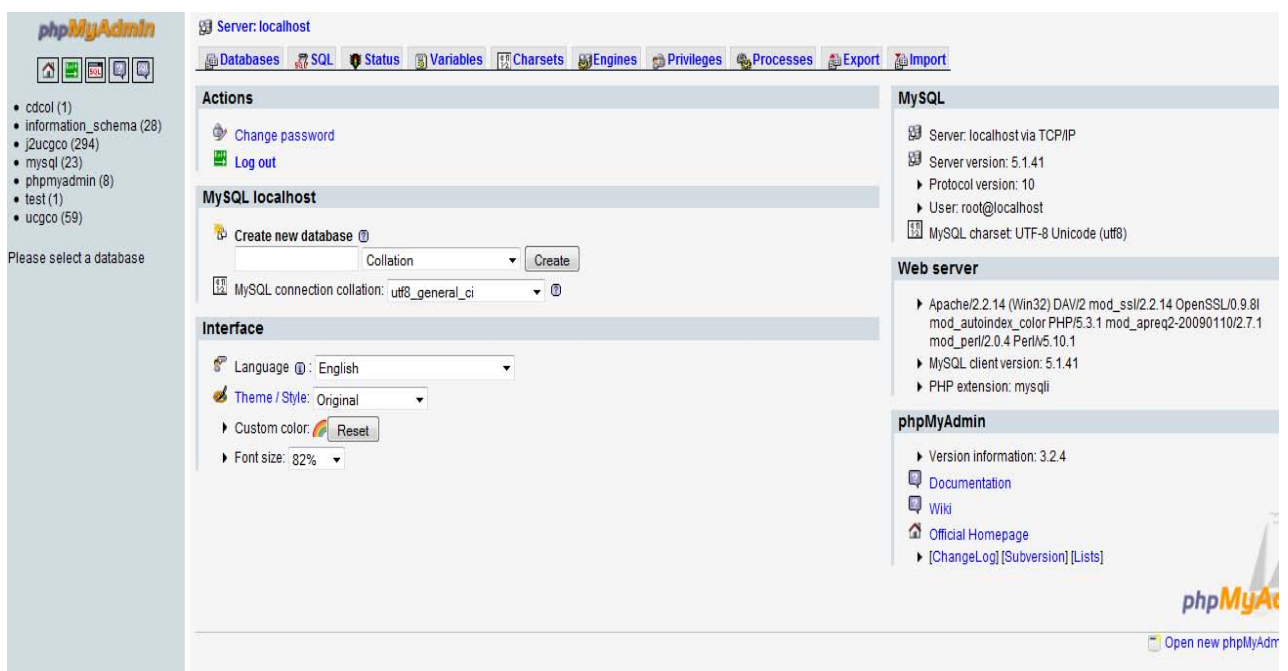 phpMyAdmin
SQL
cdcol (1)
information_schema (28)
j2ucgco (294)
mysql (23)
phpmyadmin (8)
test (1)
ucgco (59)
Please select a database
Server: localhost
Databases SQL Status Variables Charsets Engines Privileges Processes Export Import
Actions
Change password
Log out
MySQL localhost
Create new database
Collation Create
MySQL connection collation: utf8_general_ci
Interface
Language : English
Theme / Style: Original
Custom color: Reset
Font size: 82%
MySQL
Server: localhost via TCP/IP
Server version: 5.1.41
Protocol version: 10
User: root@localhost
MySQL charset: UTF-8 Unicode (utf8)
Web server
Apache/2.2.14 (Win32) DAV/2 mod_ssl/2.2.14 OpenSSL/0.9.8l
mod_autoindex_color PHP/5.3.1 mod_apreq2-20090110/2.7.1
mod_perl/2.0.4 Perl/v5.10.1
MySQL client version: 5.1.41
PHP extension: mysqli
phpMyAdmin
Version information: 3.2.4
Documentation
Wiki
Official Homepage
[ChangeLog] [Subversion] [Lists]
phpMyAd
Open new phpMyAdm